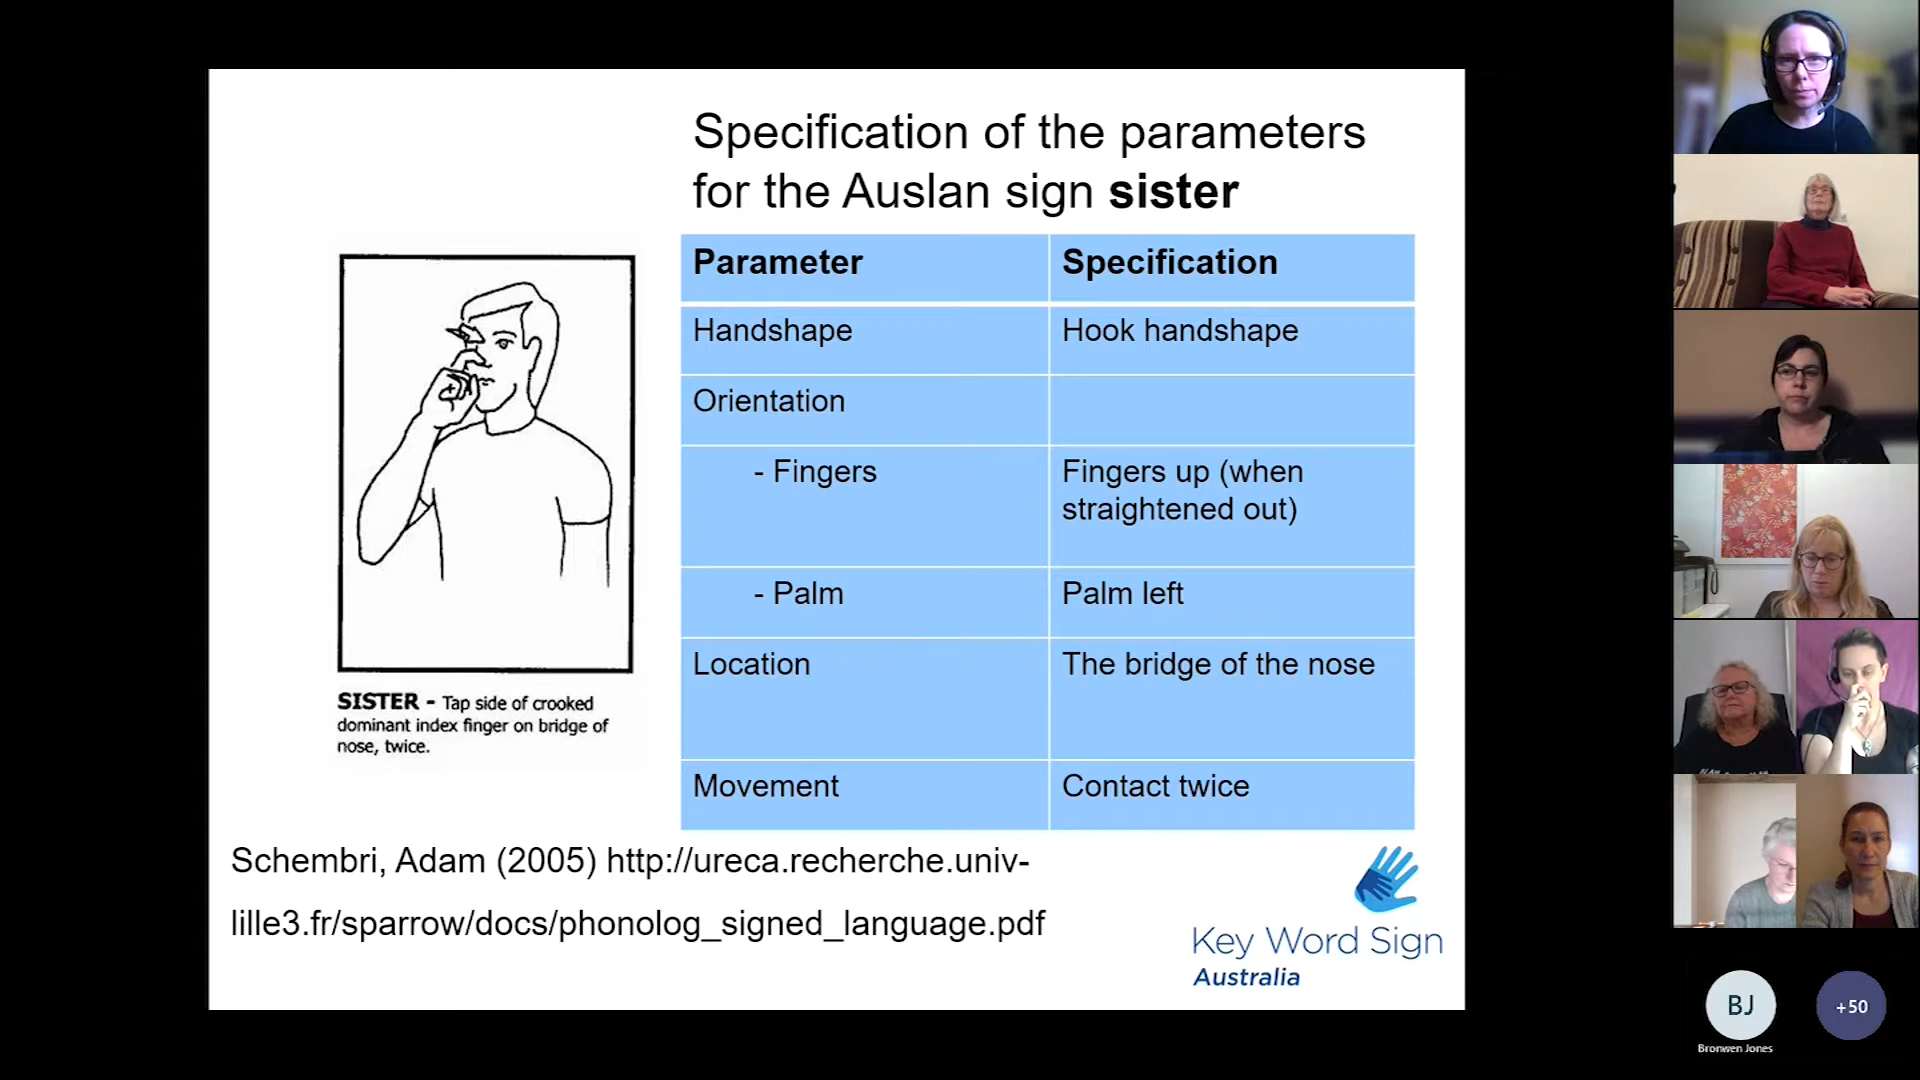 Specification of the parameters
for the Auslan sign sister
Parameter Specification
Handshape Hook handshape
Orientation
- Fingers Fingers up (when
straightened out)
- Palm Palm left
Location The bridge of the nose
Movement Contact twice
SISTER - Tap side of crooked
dominant index finger on bridge of
nose, twice.
Schembri, Adam (2005) http://ureca.recherche.univ-
lille3.fr/sparrow/docs/phonolog_signed_language.pdf
Key Word Sign
Australia
BJ
+50
Bronwen Jones